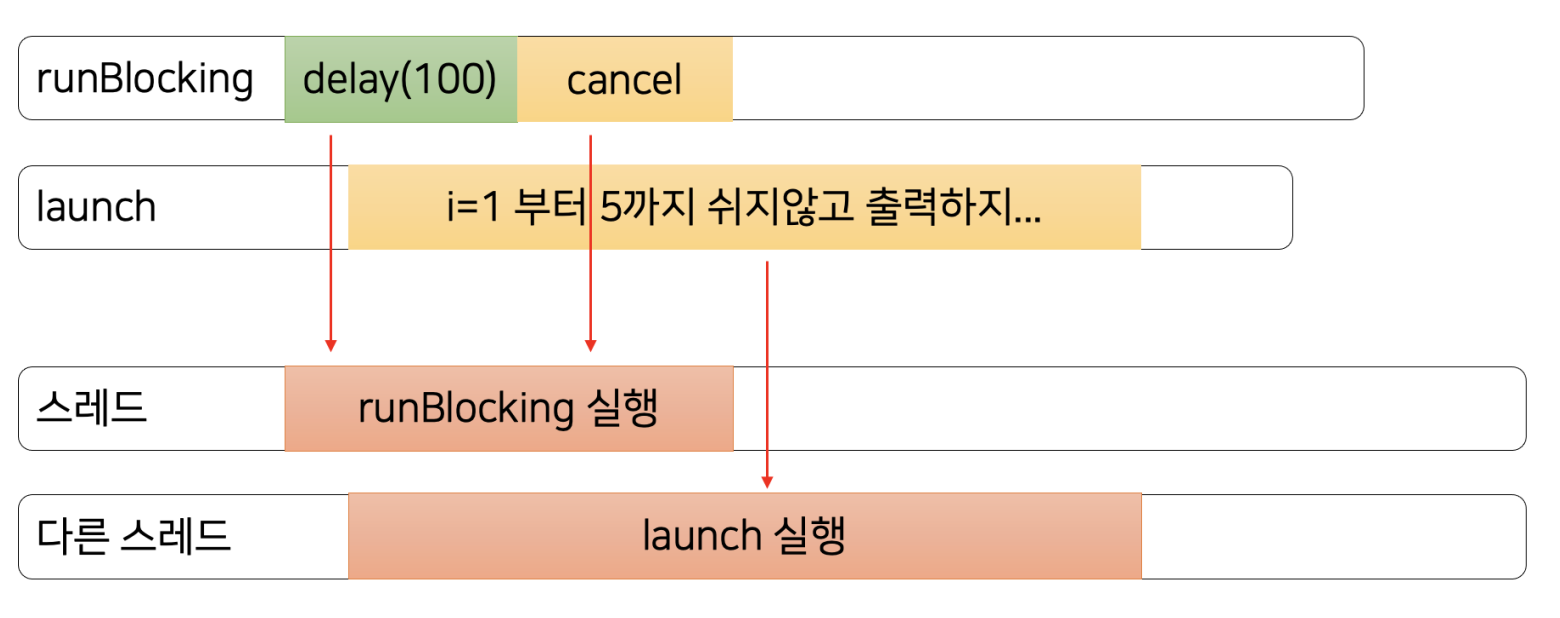 runBlocking delay(100) cancel
launch i=1 부터 5까지 쉬지않고 출력하지...
스레드 runBlocking 실행
다른 스레드 launch 실행